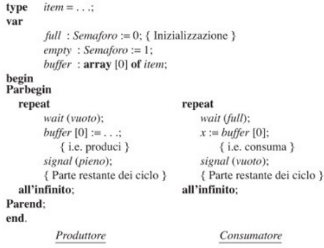 type item = . . .;
var
full : Semaforo := 0; { Inizializzazione }
empty : Semaforo := 1;
buffer : array [0] of item;
begin
Parbegin
repeat
wait (vuoto);
buffer [0] := . . .;
{ i.e. produci }
signal (pieno);
{ Parte restante dei ciclo }
all'infinito;
repeat
wait (full);
x := buffer [0];
{ i.e. consuma }
signal (vuoto);
{ Parte restante dei ciclo }
all'infinito;
Parend;
end.
Produttore
Consumatore